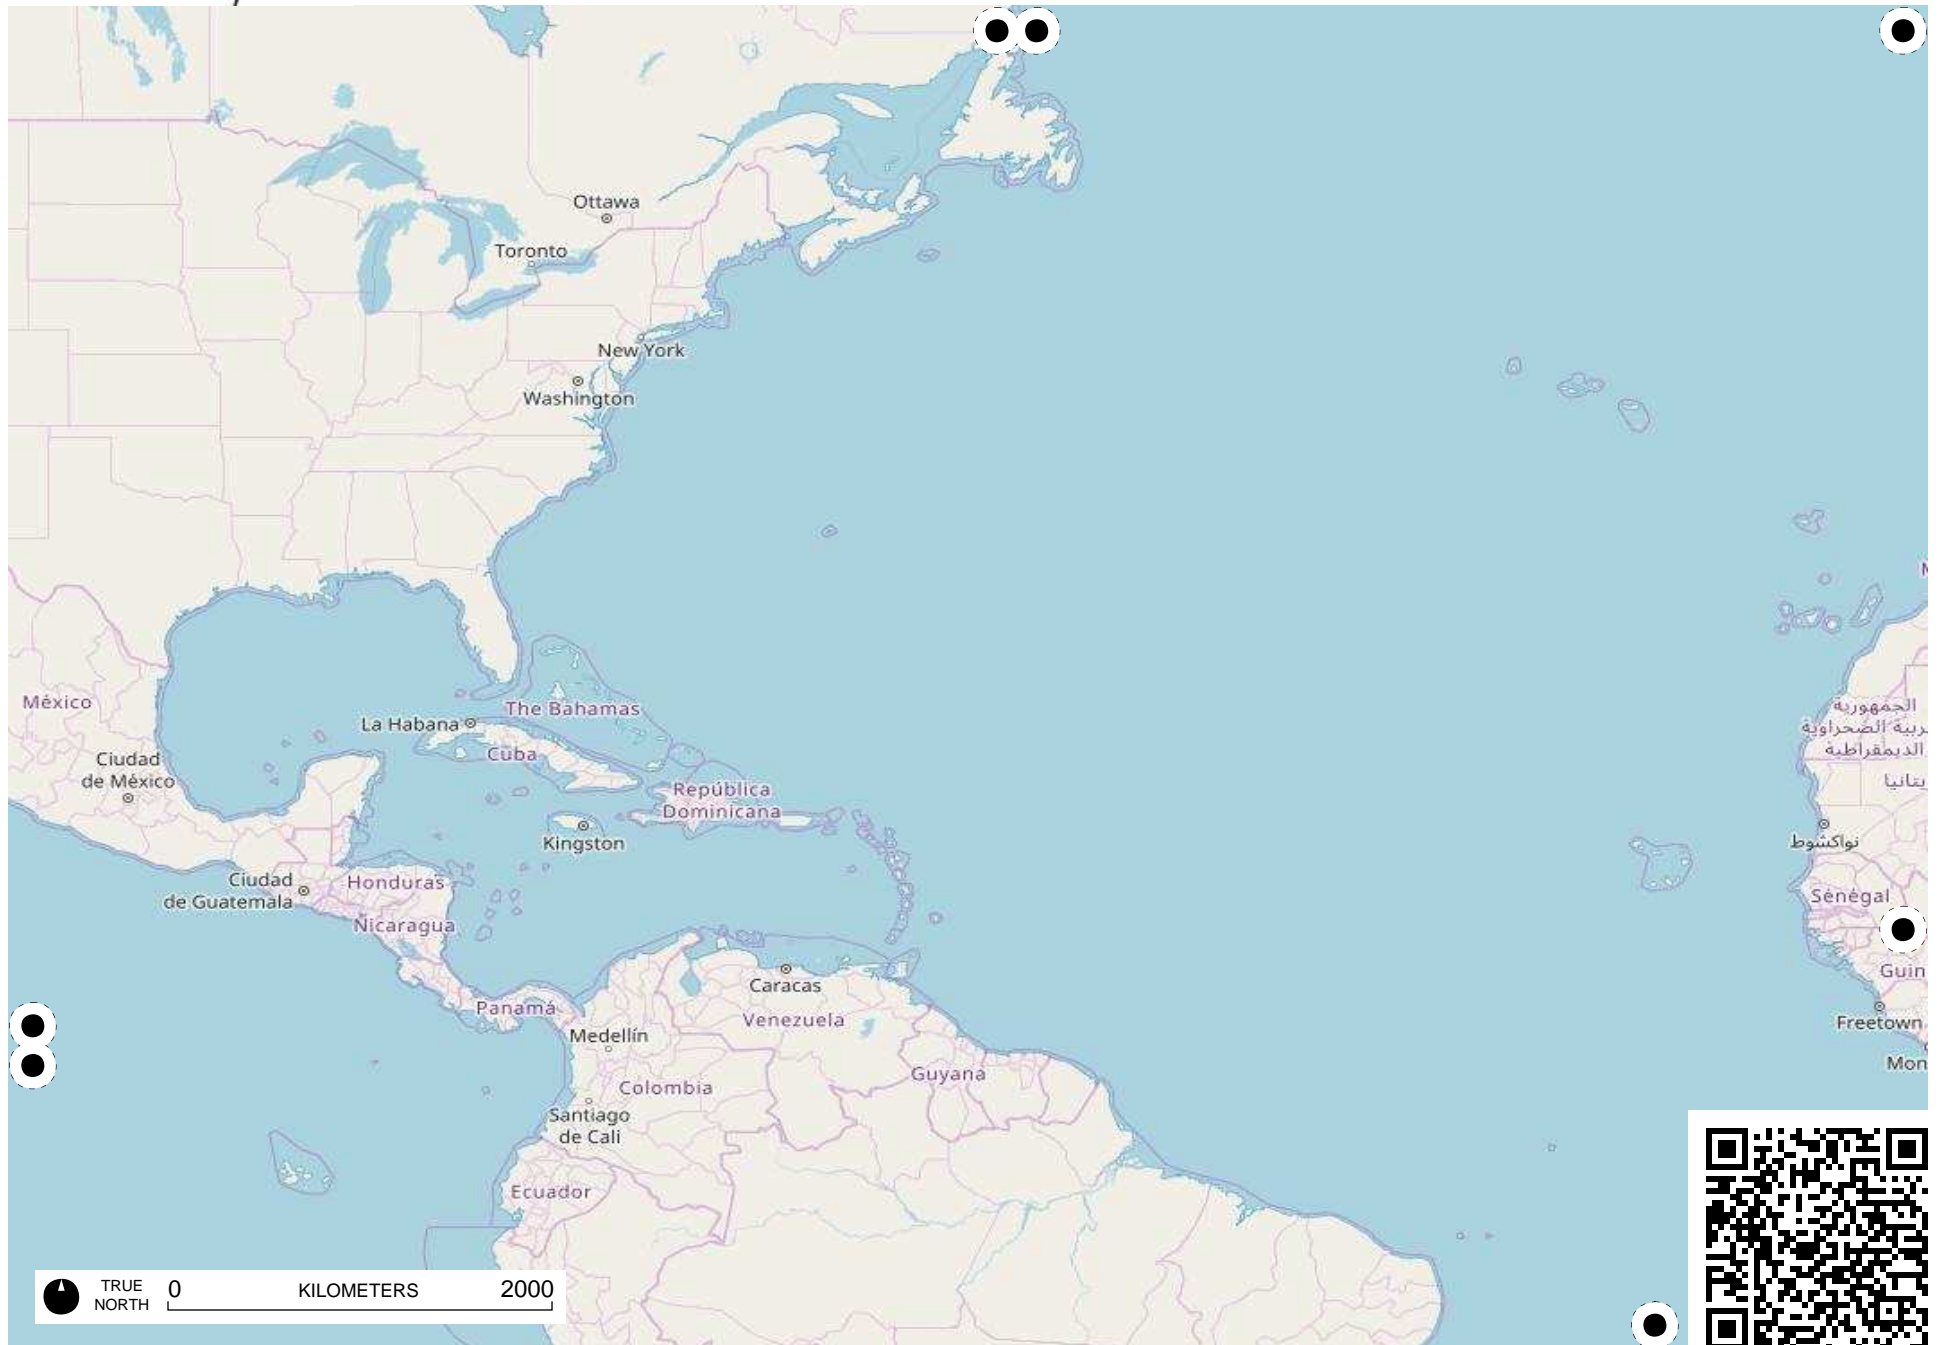 Ottawa
Toronto
New York
Washington
México
La Habana
The Bahamas
Cuba
Ciudad
de México
República
Dominicana
Kingston
Ciudad
de Guatemala
Honduras
Nicaragua
الجمهورية
الديمقراطية
نواكشوط
Sénégal
Caracas
Guin
Panamá
Venezuela
Freetown
Medellín
Mon
Guyana
Colombia
Santiago
de Cali
Ecuador
TRUE
NORTH
0 KILOMETERS 2000